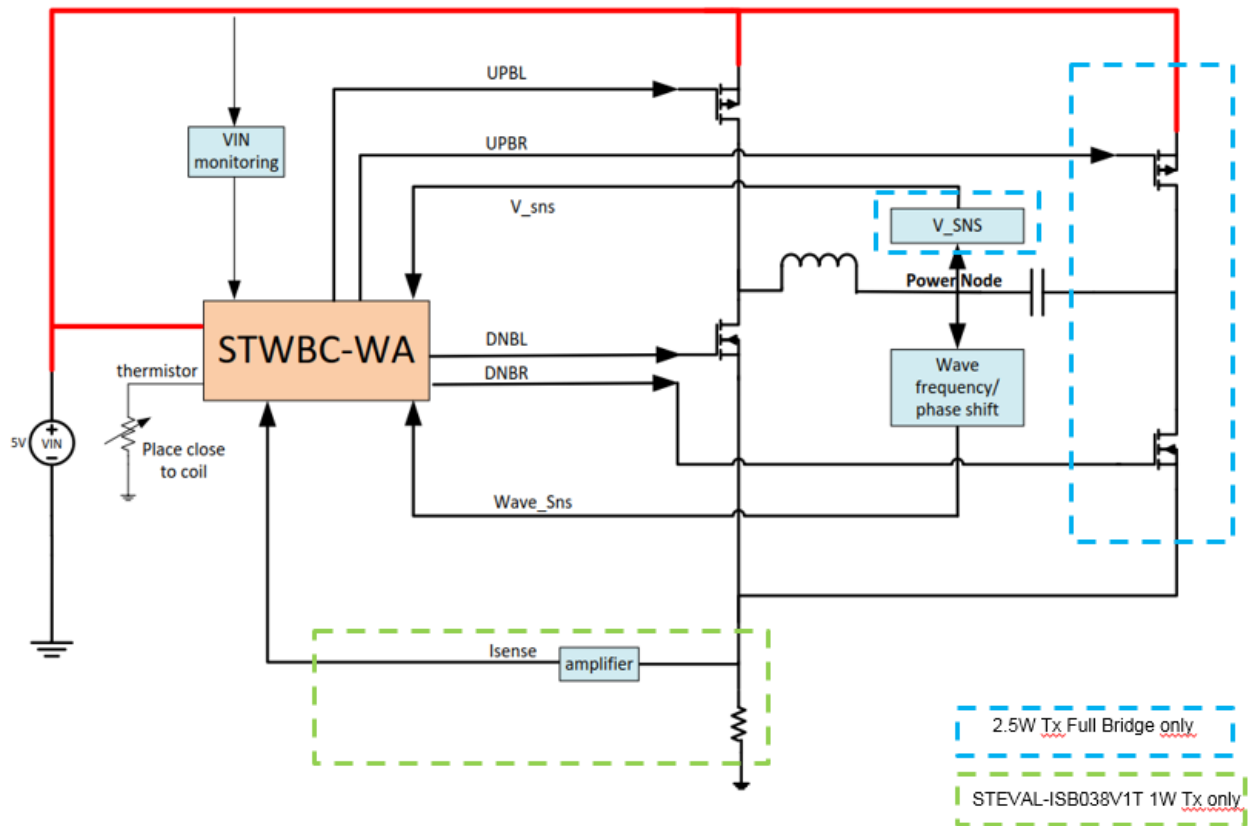 UPBL
VIN
monitoring
UPBR
V_sns
V_SNS
Power Node
STWBC-WA
DNBL
DNBR
Wave
frequency/
phase shift
thermistor
5V
+
VIN
−
Place close
to coil
Wave_Sns
Isense
amplifier
2.5W Tx Full Bridge only
STEVAL-ISB038V1T 1W Tx only